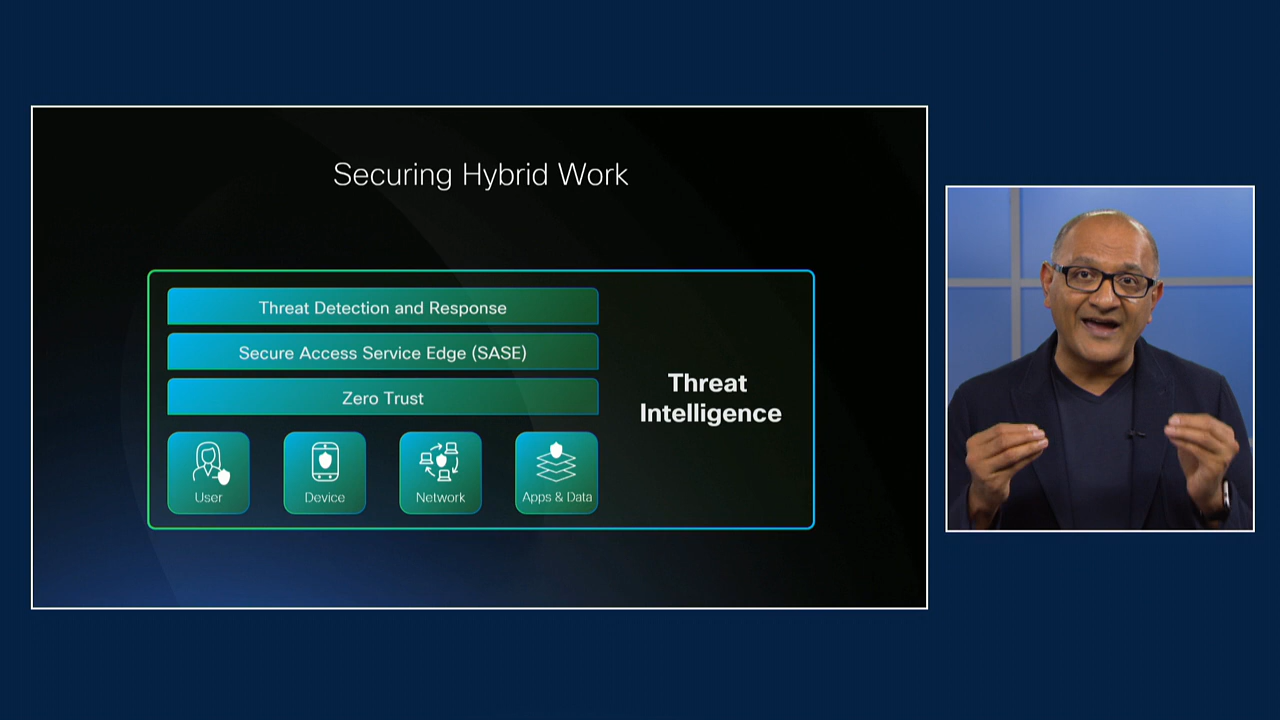 Securing Hybrid Work
Threat Detection and Response
Secure Access Service Edge (SASE)
Zero Trust
Threat
Intelligence
User
Device
Network
Apps & Data